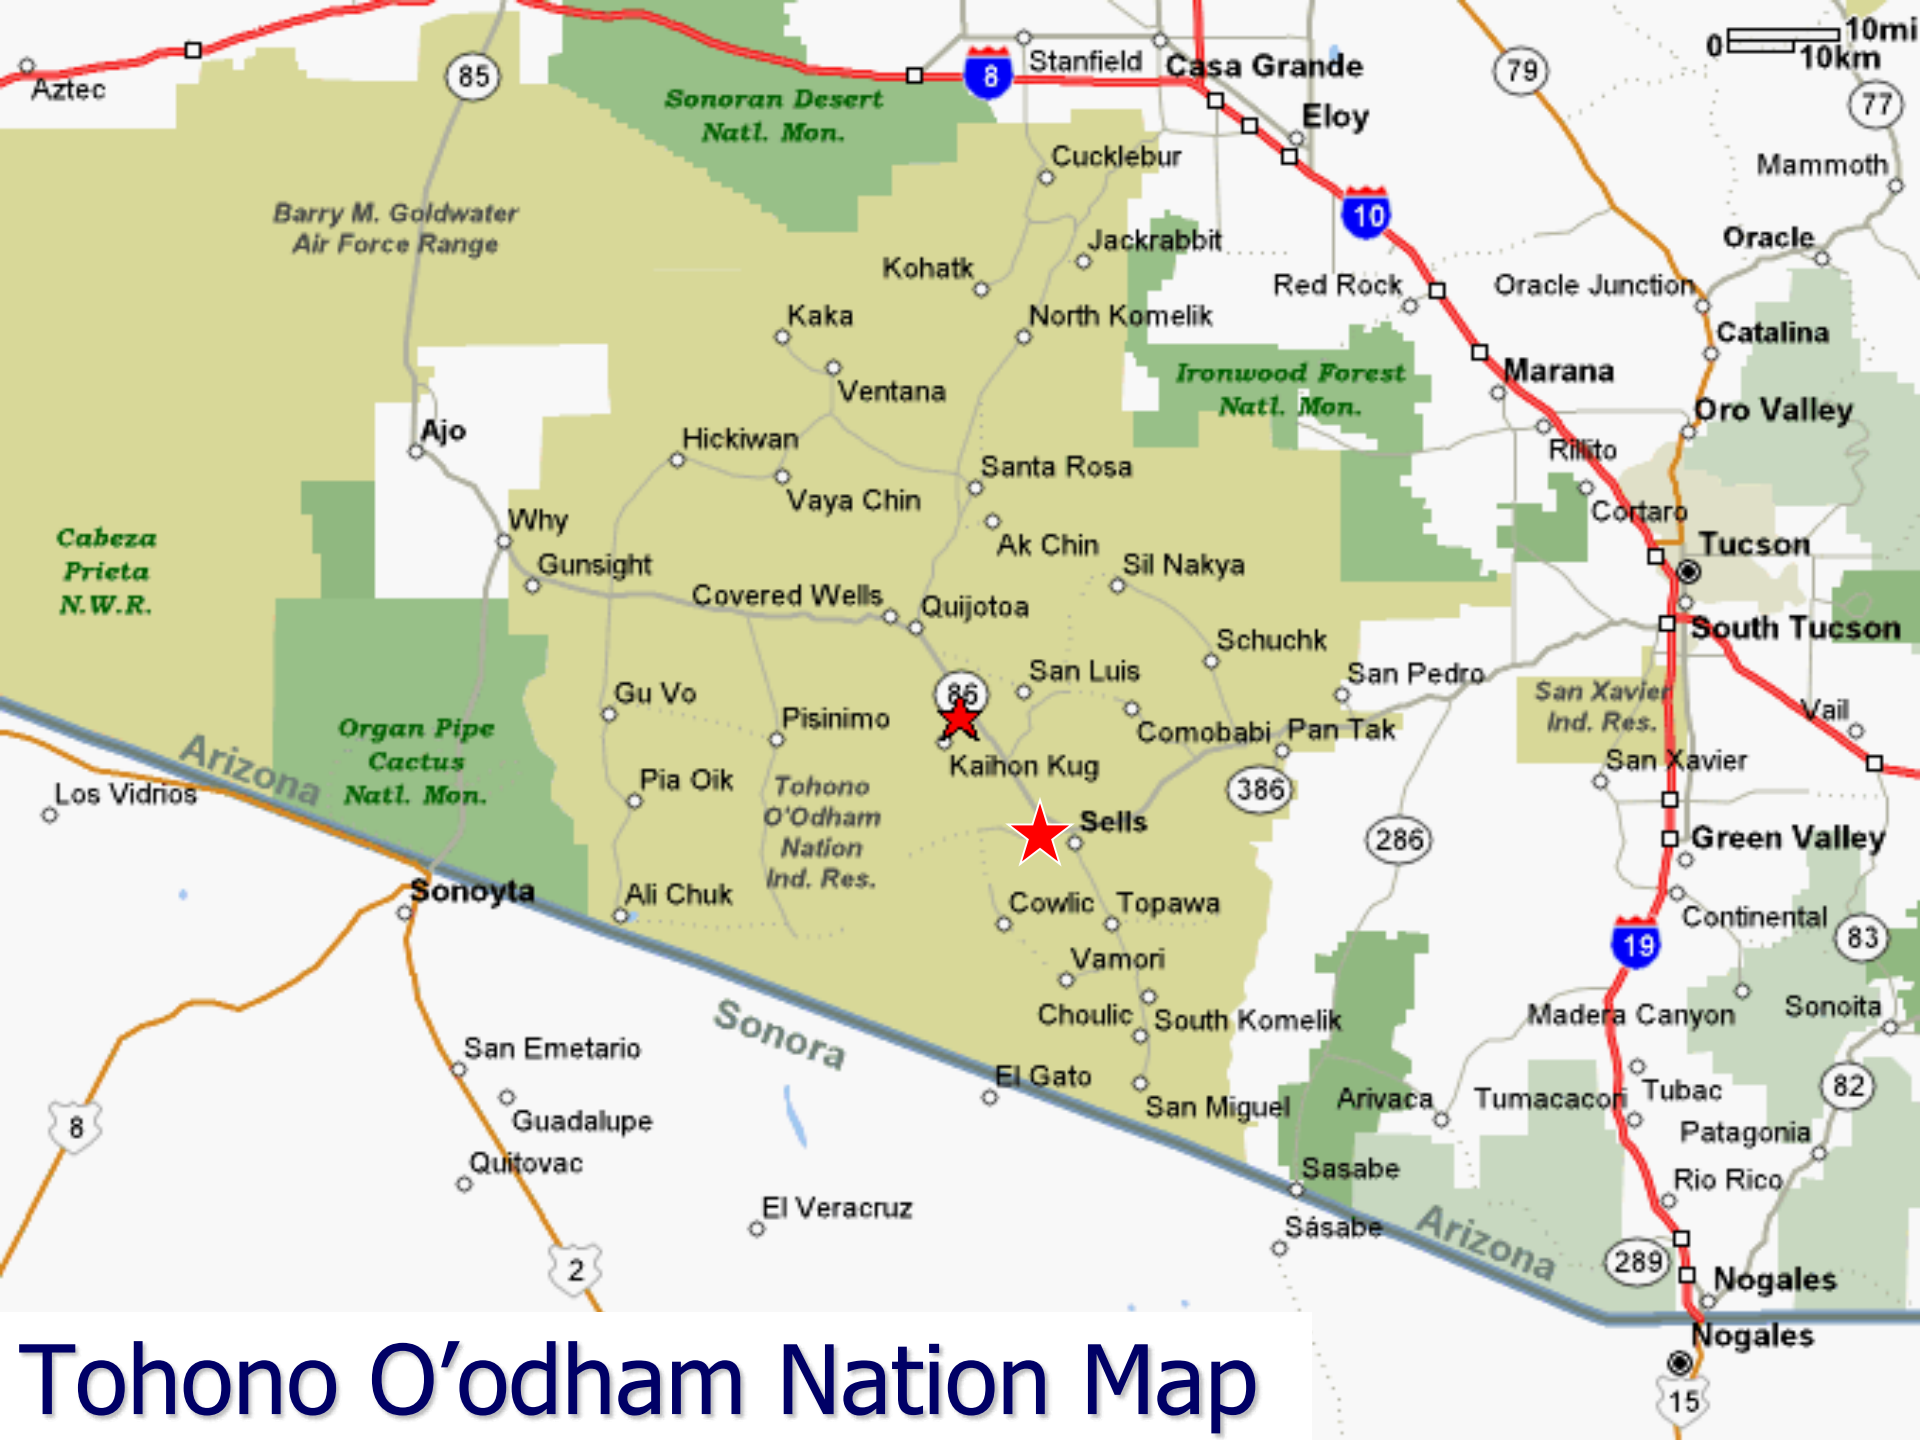 10mi
0
10km
Aztec
85
8
Stanfield
Casa Grande
79
77
Sonoran Desert
Natl. Mon.
Eloy
Cucklebur
Mammoth
Barry M. Goldwater
Air Force Range
10
Jackrabbit
Oracle
Kohatk
Red Rock
Oracle Junction
Kaka
North Komelik
Catalina
Ventana
Ironwood Forest
Natl. Mon.
Marana
Oro Valley
Ajo
Hickiwan
Rillito
Santa Rosa
Vaya Chin
Cortaro
Why
Ak Chin
Tucson
Cabeza
Prieta
N.W.R.
Gunsight
Sil Nakya
Covered Wells
Quijotoa
South Tucson
Schuchk
San Luis
San Pedro
Gu Vo
86
San Xavier
Ind. Res.
Pisinimo
Comobabi
Pan Tak
Vail
Organ Pipe
Cactus
Natl. Mon.
Arizona
Kaihon Kug
San Xavier
Los Vidrios
Pia Oik
Tohono
O'Odham
Nation
Ind. Res.
386
Sells
286
Green Valley
Sonoyta
Ali Chuk
Cowlic
Topawa
Continental
19
83
Vamori
Sonora
Choulic
South Komelik
Madera Canyon
Sonoita
San Emetario
El Gato
San Miguel
Arivaca
Tumacacori
Tubac
82
8
Guadalupe
Patagonia
Quitovac
Sasabe
Rio Rico
El Veracruz
Sásabe
Arizona
2
289
Nogales
Nogales
15
Tohono O’odham Nation Map